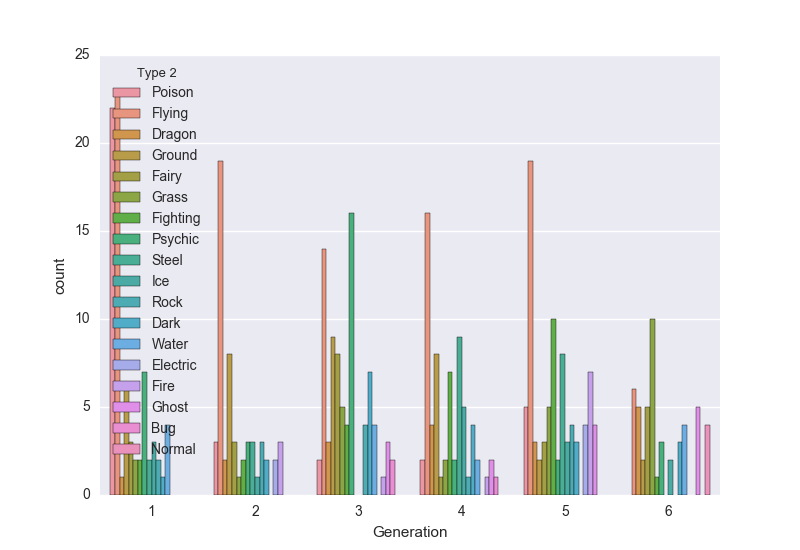 25
20
15
10
5
0
count
Type 2
Poison
Flying
Dragon
Ground
Fairy
Grass
Fighting
Psychic
Steel
Ice
Rock
Dark
Water
Electric
Fire
Ghost
Bug
Normal
1 2 3 4 5 6
Generation